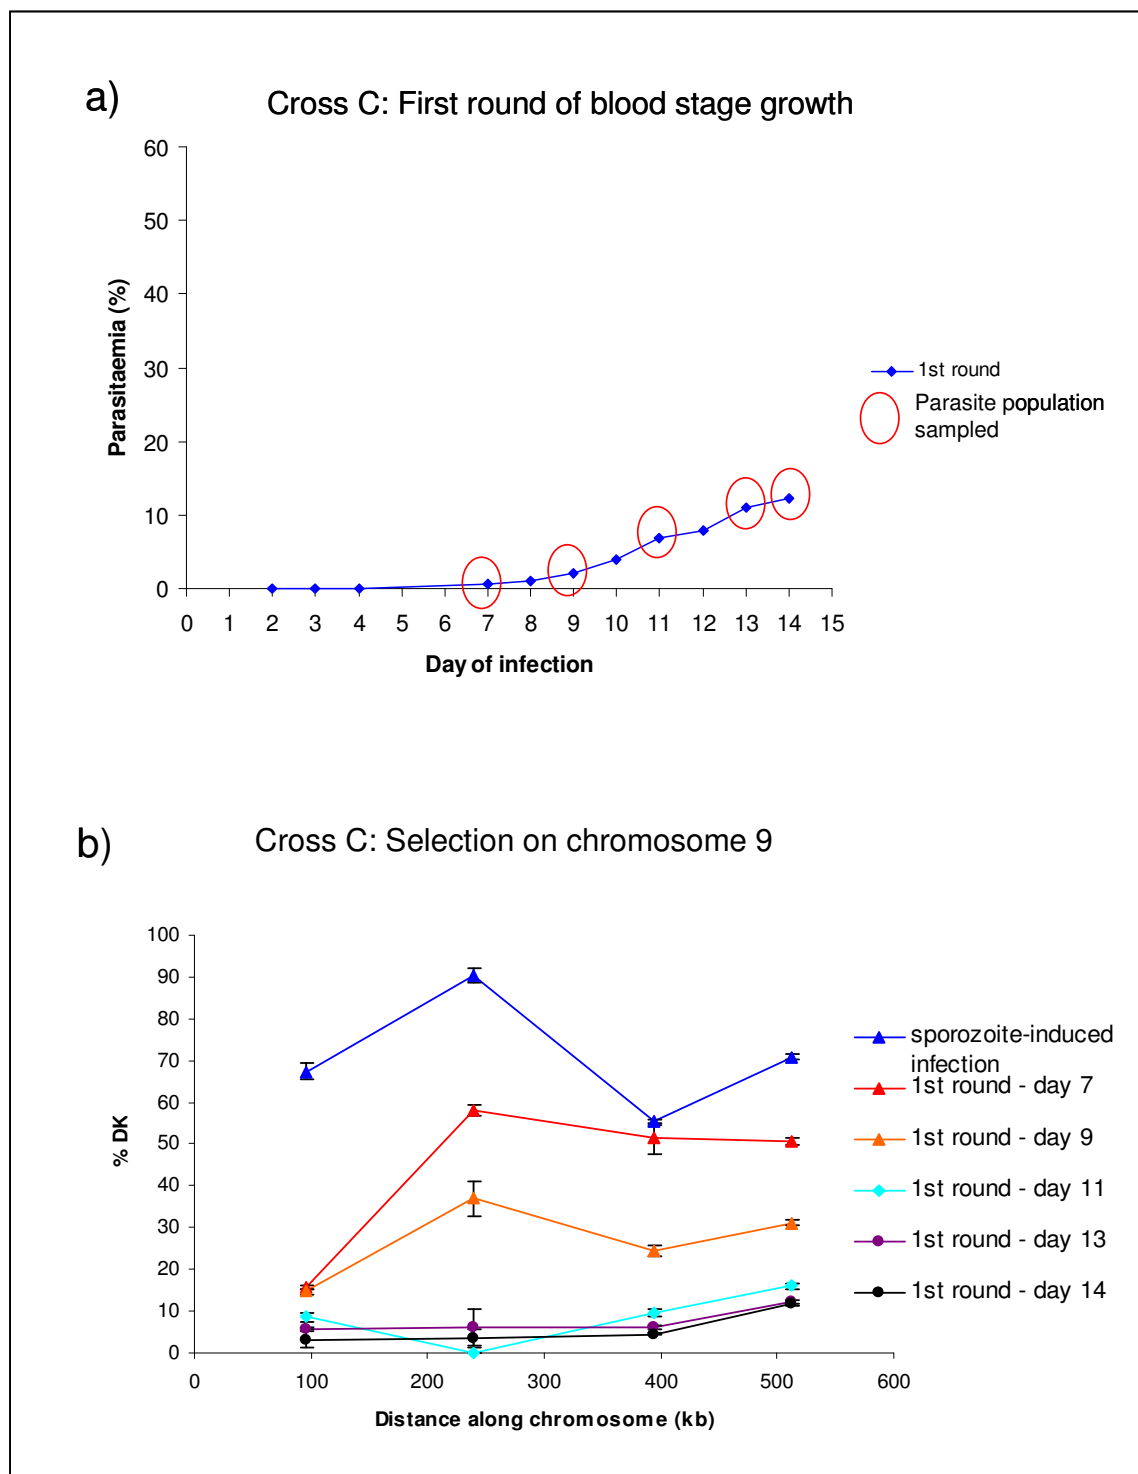 a)
Cross C: First round of blood stage growth
60
50
40
30
20
10
0
Parasitaemia (%)
0 1 2 3 4 5 6 7 8 9 10 11 12 13 14 15
Day of infection
1st round
Parasite population
sampled
b)
Cross C: Selection on chromosome 9
100
90
80
70
60
50
40
30
20
10
0
% DK
0 100 200 300 400 500 600
Distance along chromosome (kb)
sporozoite-induced
infection
1st round - day 7
1st round - day 9
1st round - day 11
1st round - day 13
1st round - day 14